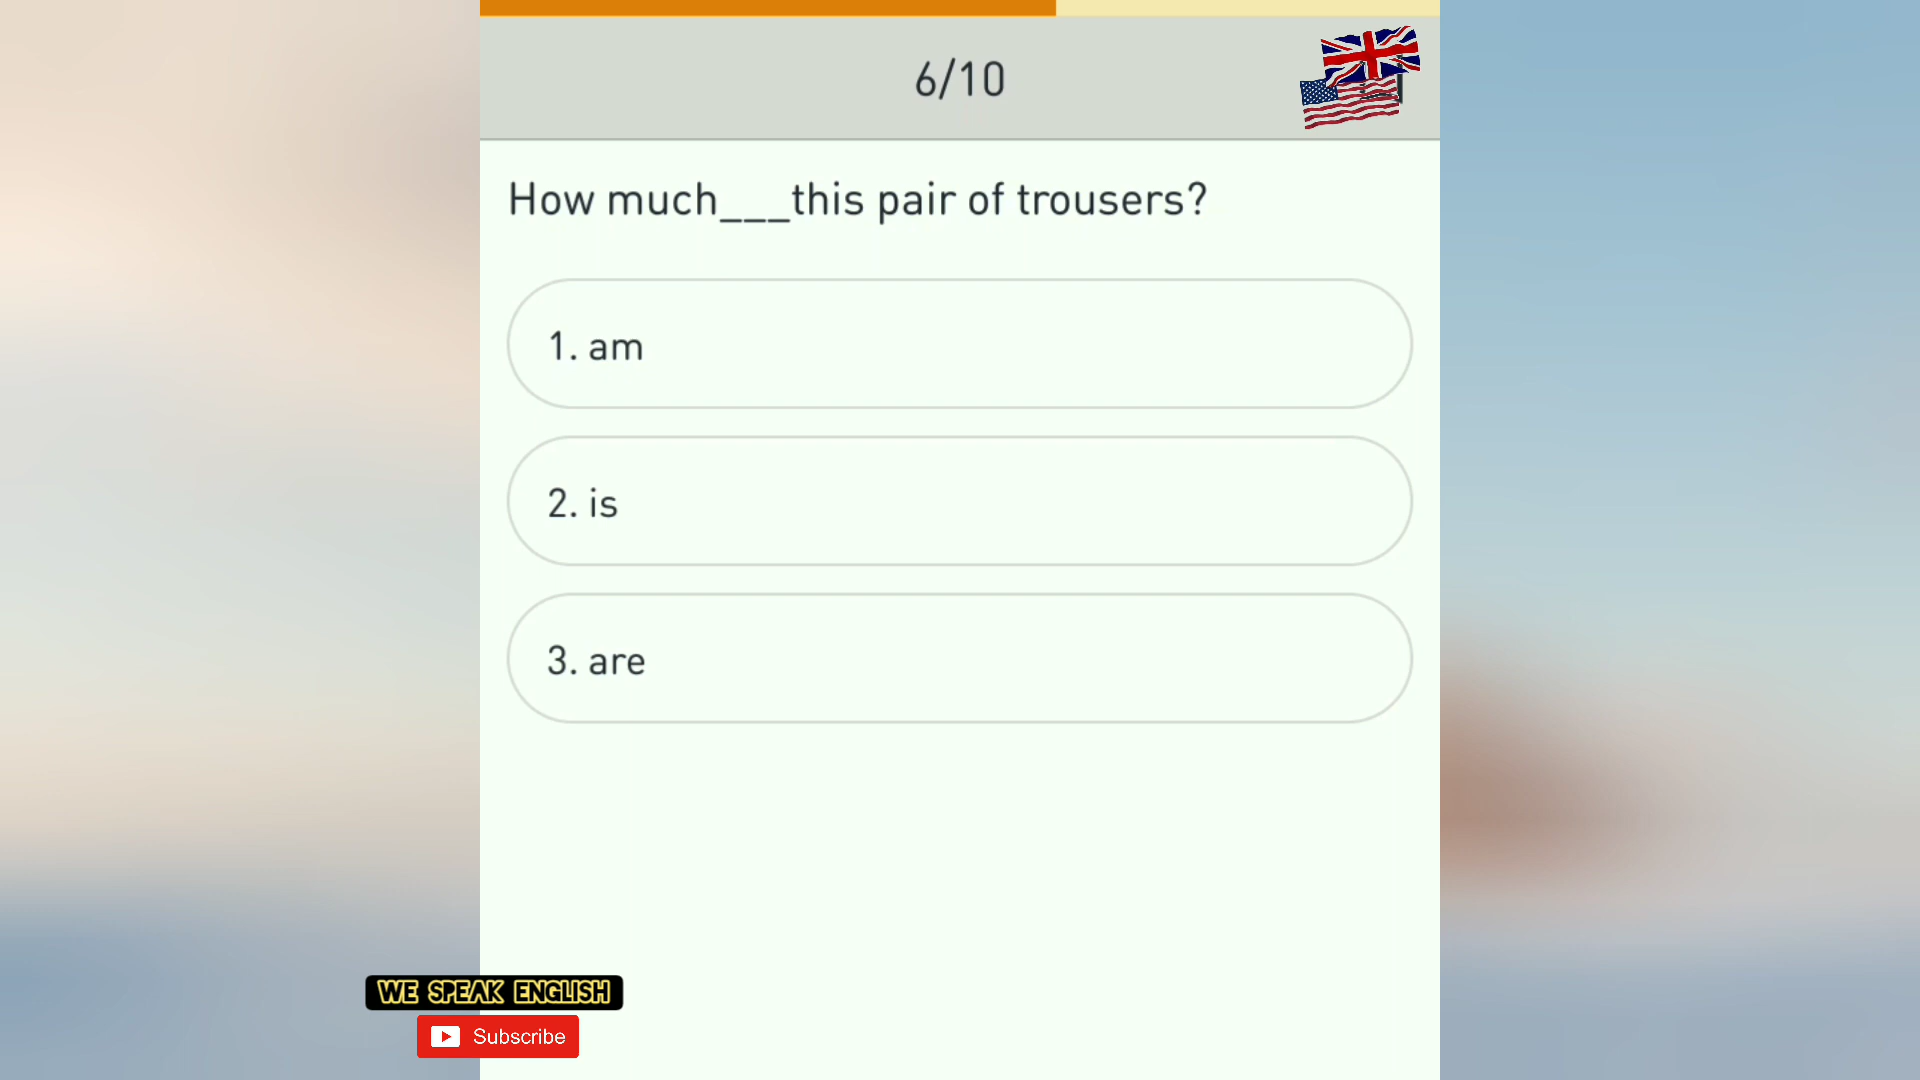 6/10
How much___this pair of trousers?
1. am
2. is
3. are
WE SPEAK ENGLISH
Subscribe